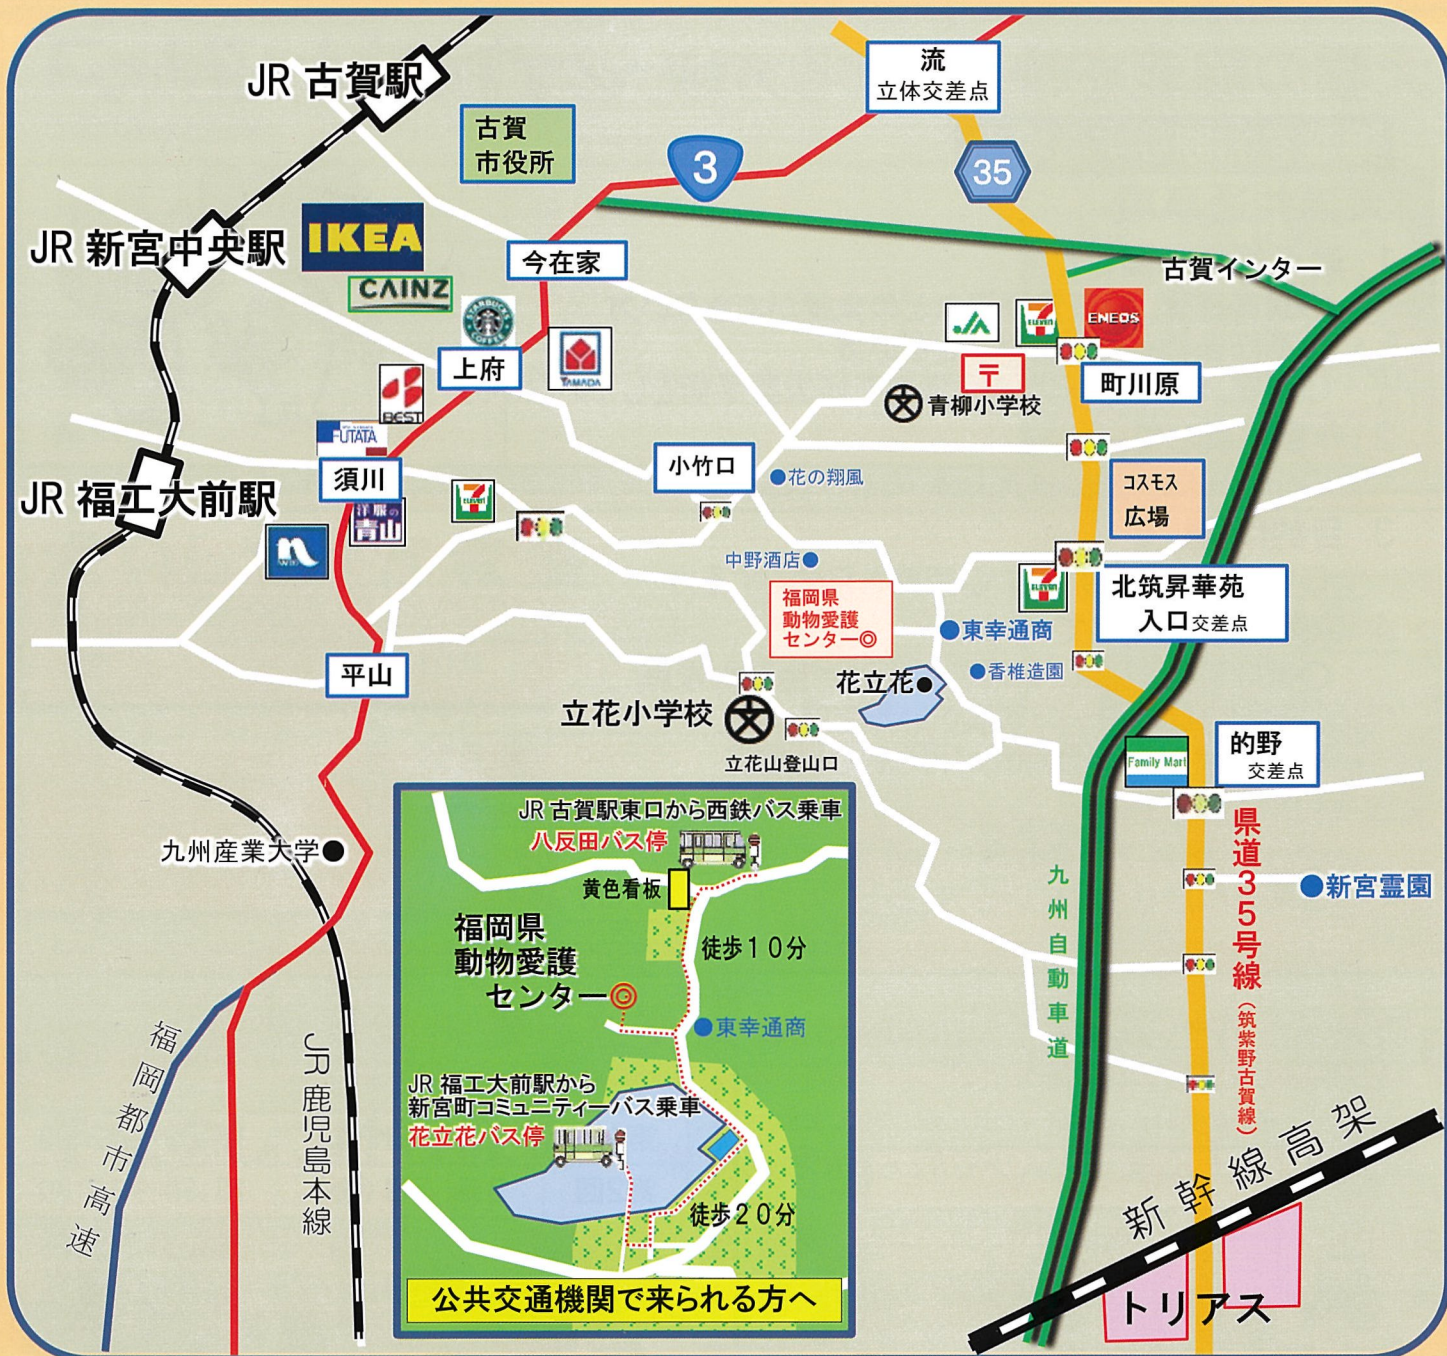 JR 古賀駅
流
立体交差点
古賀
市役所
3
35
JR 新宮中央駅
IKEA
今在家
古賀インター
CAINZ
STARBUCKS
COFFEE
ELEVEN
ENEOS
上府
YAMADA
〒
町川原
BEST
青柳小学校
FUTATA
小竹口
須川
花の翔風
コスモス
広場
JR 福工大前駅
ELEVEN
洋服の
青山
中野酒店
北筑昇華苑
入口交差点
ELEVEN
福岡県
動物愛護
センター◎
東幸通商
平山
香椎造園
花立花
立花小学校
立花山登山口
的野
交差点
Family Mart
九州産業大学
JR 古賀駅東口から西鉄バス乗車
八反田バス停
黄色看板
福岡県
動物愛護
センター
徒歩10分
東幸通商
JR 福工大前駅から
新宮町コミュニティーバス乗車
花立花バス停
徒歩20分
公共交通機関で来られる方へ
九州自動車道
県道35号線(筑紫野古賀線)
新宮霊園
福岡都市高速
JR 鹿児島本線
新幹線高架
トリアス